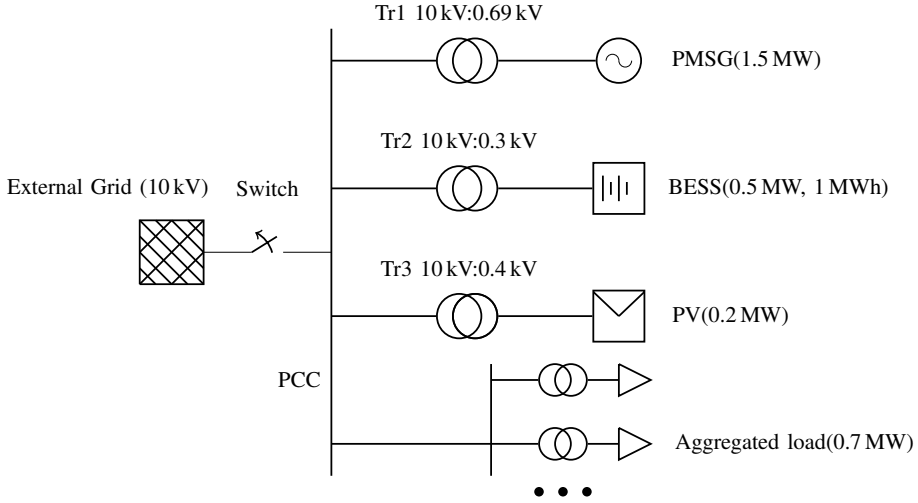 Tr1 10 kV:0.69 kV
PMSG(1.5 MW)
Tr2 10 kV:0.3 kV
External Grid (10 kV)
Switch
BESS(0.5 MW, 1 MWh)
Tr3 10 kV:0.4 kV
PV(0.2 MW)
PCC
Aggregated load(0.7 MW)